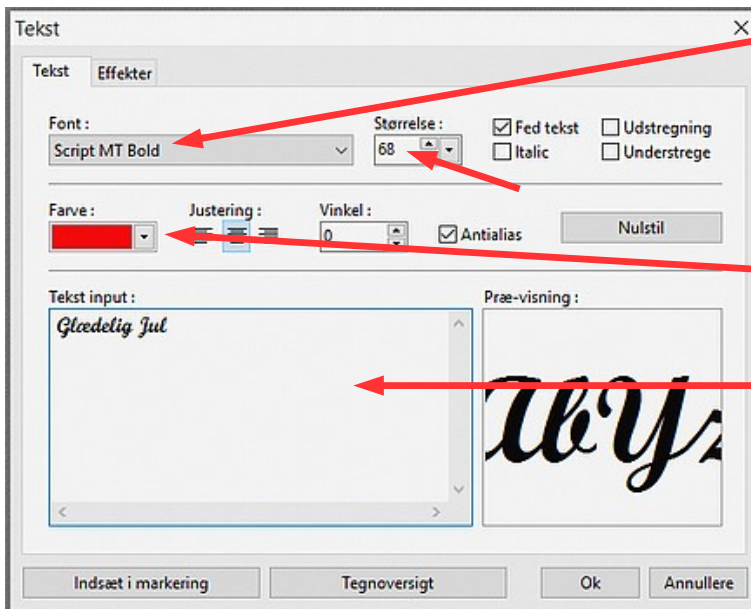 Tekst
Tekst Effekter
Font : Størrelse : Fed tekst Udstregning
Script MT Bold 68 Italic Understrege
Farve : Justering : Vinkel :
0 Antialias Nulstil
Tekst input : Præ-visning :
Glædelig Jul
AbYz
Indsæt i markering Tegnoversigt Ok Annullere